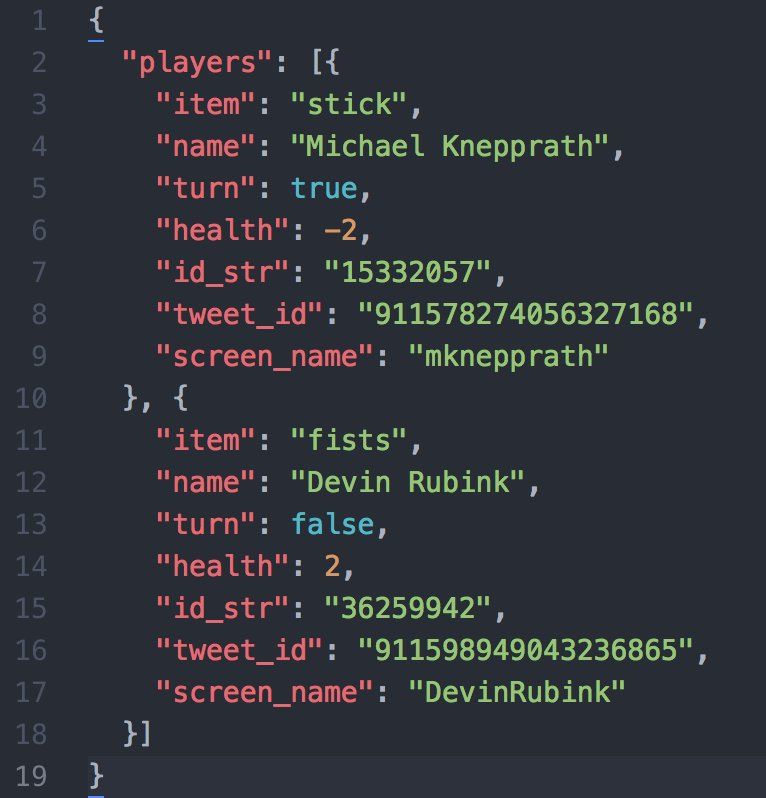 1 {
2 "players": [{
3 "item": "stick",
4 "name": "Michael Knepprath",
5 "turn": true,
6 "health": -2,
7 "id_str": "15332057",
8 "tweet_id": "911578274056327168",
9 "screen_name": "mknepprath"
10 }, {
11 "item": "fists",
12 "name": "Devin Rubink",
13 "turn": false,
14 "health": 2,
15 "id_str": "36259942",
16 "tweet_id": "911598949043236865",
17 "screen_name": "DevinRubink"
18 }]
19 }